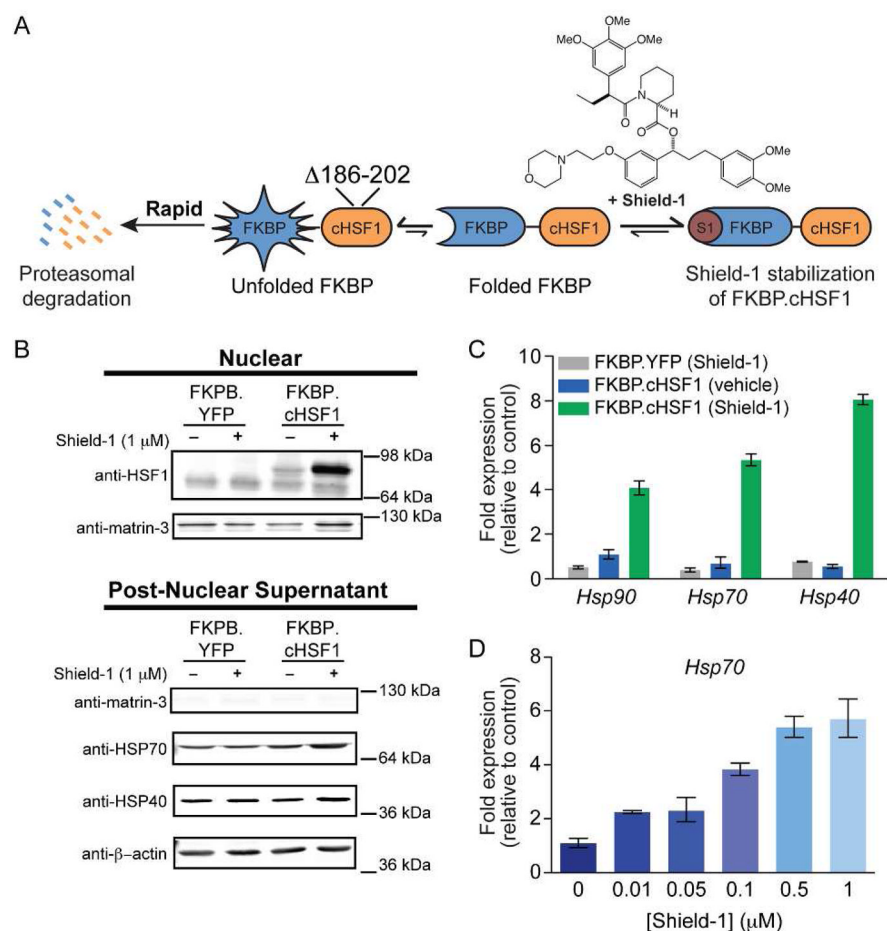 A
MeO
OMe
OMe
N
H
O
O
O
N
O
O
OMe
OMe
Δ186-202
+ Shield-1
Rapid
FKBP
cHSF1
FKBP
cHSF1
S1
FKBP
cHSF1
Proteasomal
degradation
Unfolded FKBP
Folded FKBP
Shield-1 stabilization
of FKBP.cHSF1
B
Nuclear
FKPB.
YFP
FKBP.
cHSF1
Shield-1 (1 μM)
– + – +
anti-HSF1
98 kDa
64 kDa
anti-matrin-3
130 kDa
Post-Nuclear Supernatant
FKPB.
YFP
FKBP.
cHSF1
Shield-1 (1 μM)
– + – +
anti-matrin-3
130 kDa
anti-HSP70
64 kDa
anti-HSP40
36 kDa
anti-β-actin
36 kDa
C
FKBP.YFP (Shield-1)
FKBP.cHSF1 (vehicle)
FKBP.cHSF1 (Shield-1)
Fold expression
(relative to control)
10
8
6
4
2
0
Hsp90 Hsp70 Hsp40
D
Hsp70
Fold expression
(relative to control)
8
6
4
2
0
0 0.01 0.05 0.1 0.5 1
[Shield-1] (μM)